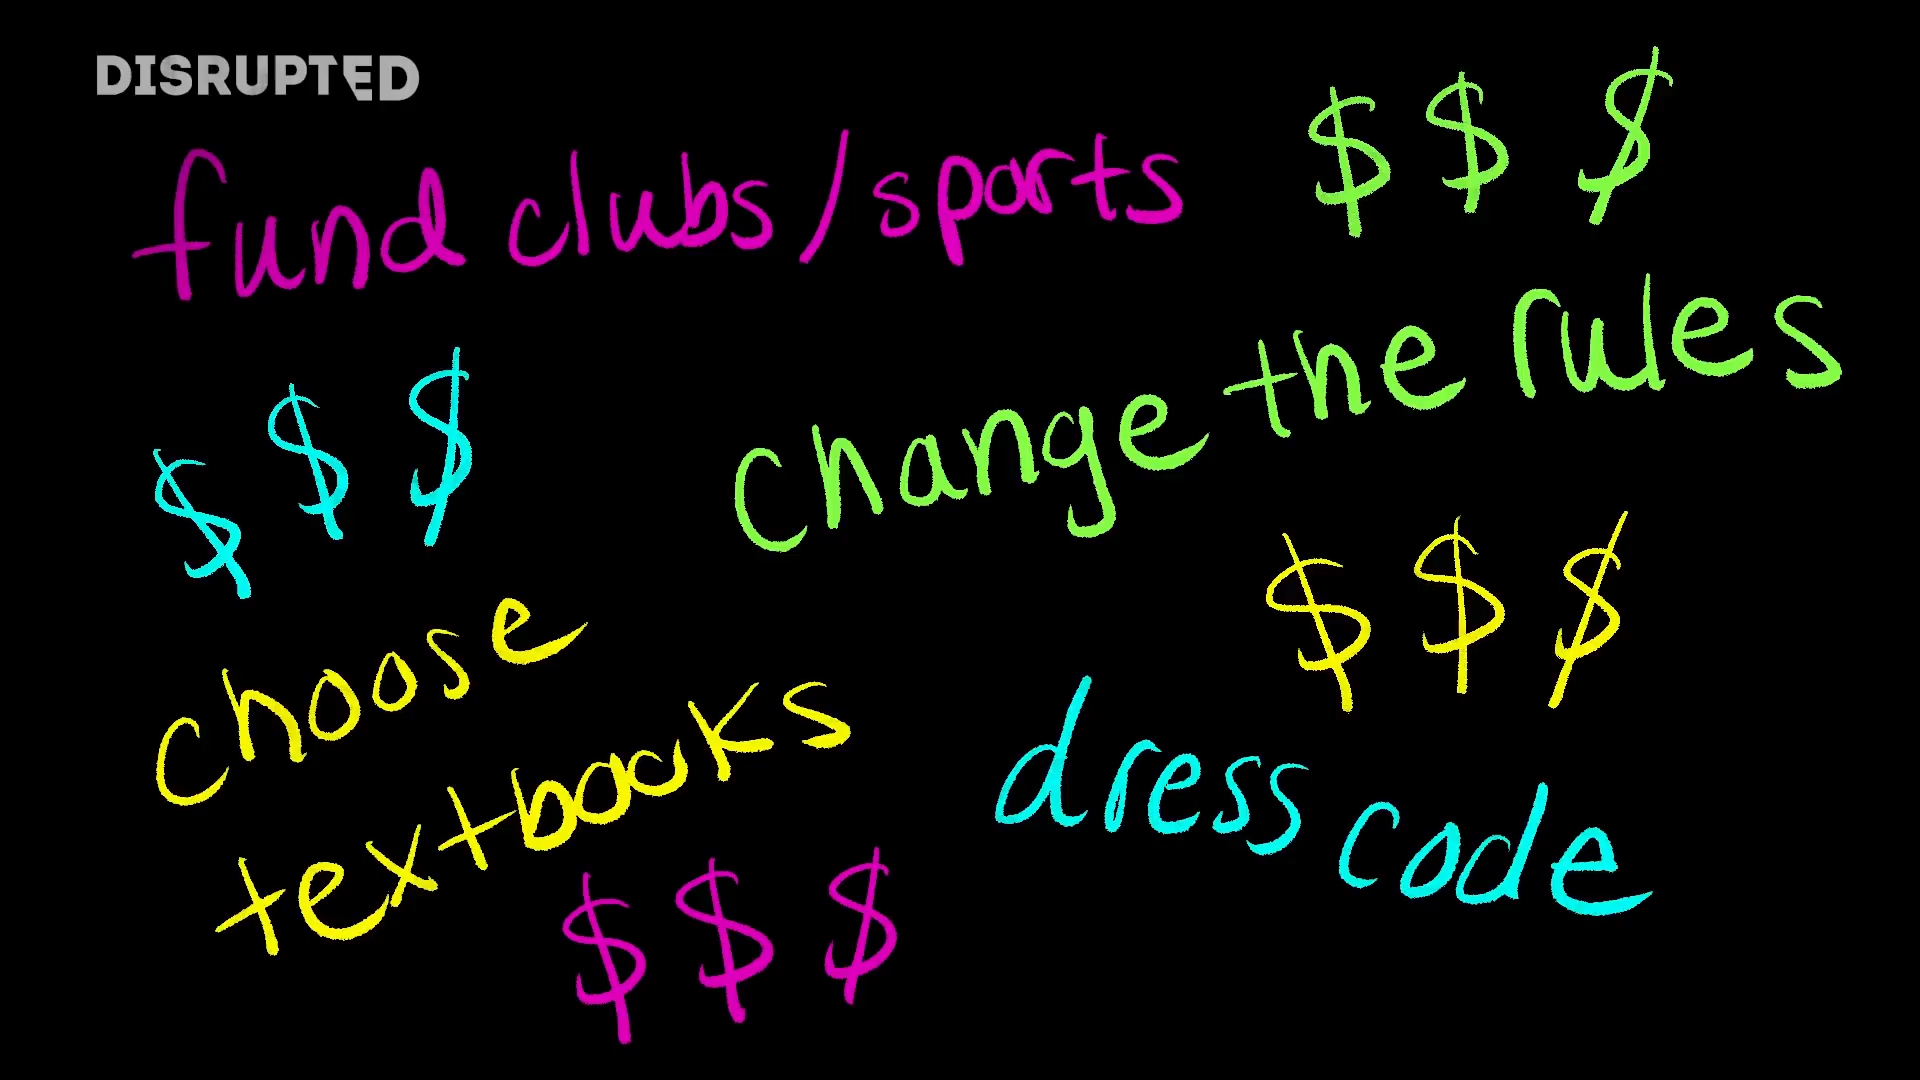 DISRUPTED
fund clubs/sports
$ $ $
$ $ $
change the rules
$ $ $
choose
textbooks
dress code
$ $ $